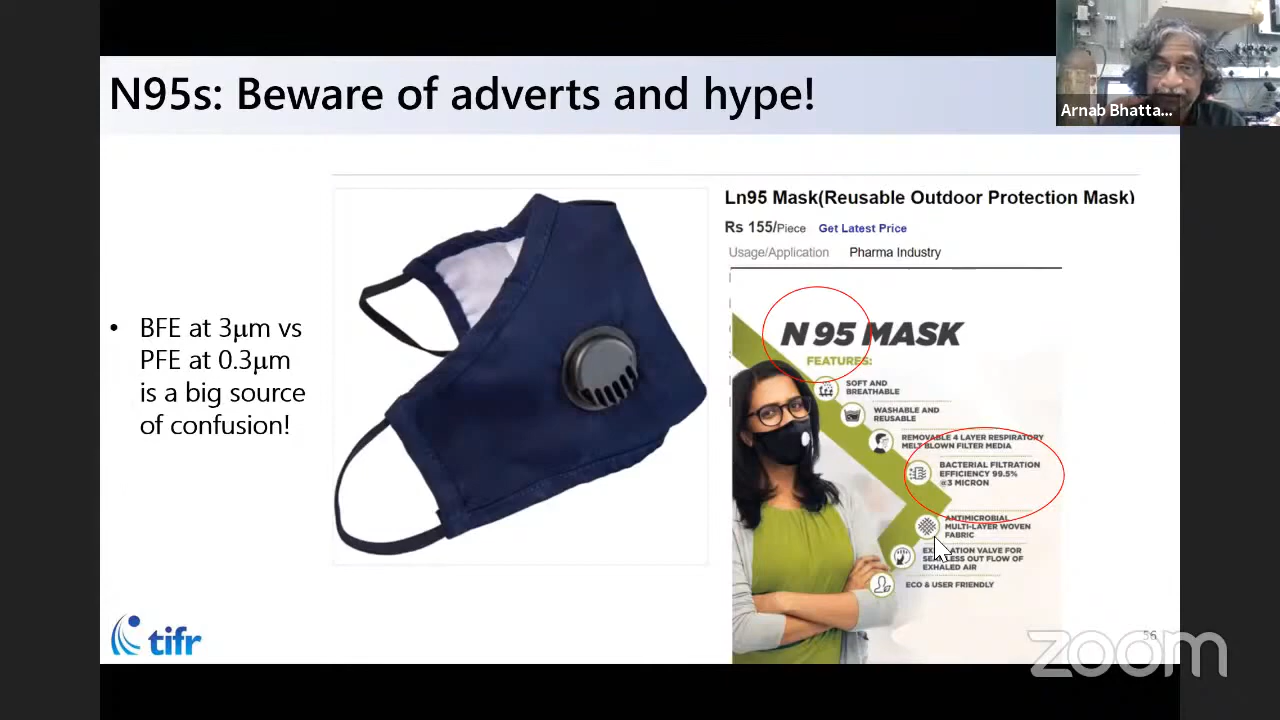 N95s: Beware of adverts and hype!
Arnab Bhatta...
Ln95 Mask(Reusable Outdoor Protection Mask)
Rs 155/Piece Get Latest Price
Usage/Application Pharma Industry
• BFE at 3μm vs
PFE at 0.3μm
is a big source
of confusion!
N 95 MASK
FEATURES:
SOFT AND
BREATHABLE
WASHABLE AND
REUSABLE
REMOVABLE 4 LAYER RESPIRATORY
MELT BLOWN FILTER MEDIA
BACTERIAL FILTRATION
EFFICIENCY 99.5%
@3 MICRON
ANTIMICROBIAL
MULTI-LAYER WOVEN
FABRIC
VALVE FOR
OUT FLOW OF
EXHALED AIR
ECO & USER FRIENDLY
tifr
56
zoom